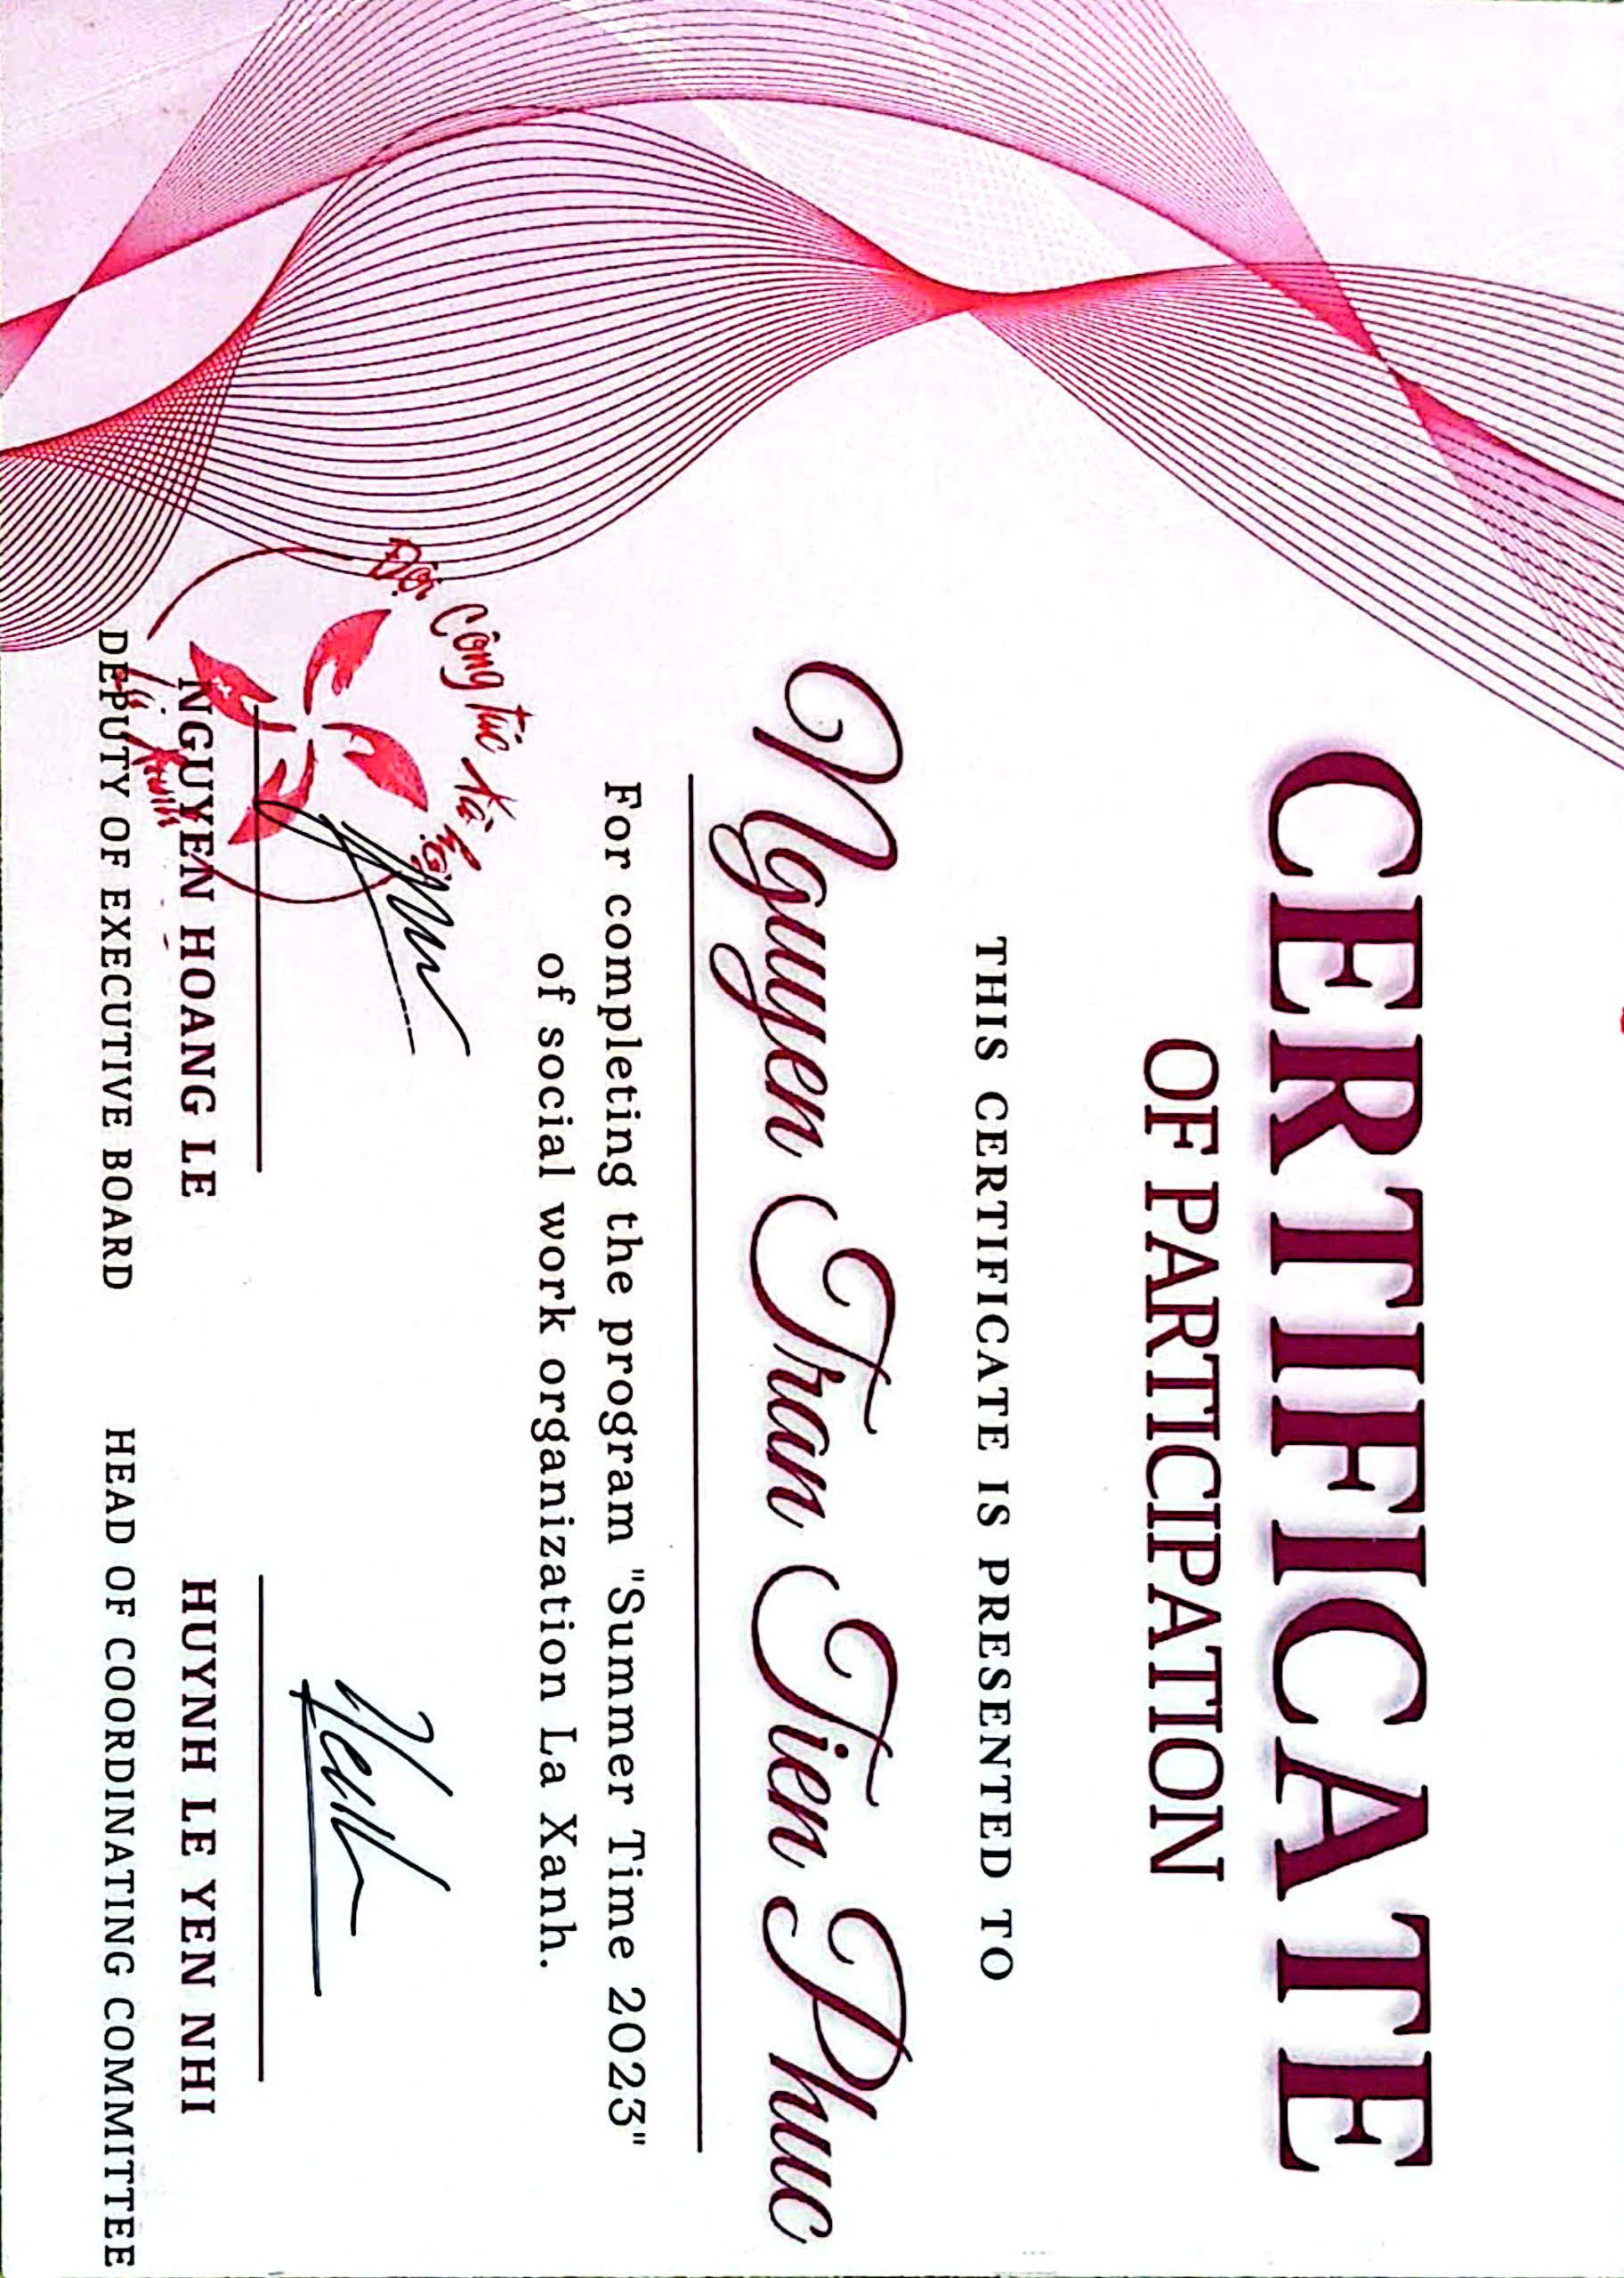 CERTIFICATE
OF PARTICIPATION
THIS CERTIFICATE IS PRESENTED TO
Nguyen Tran Tien Phuc
For completing the program "Summer Time 2023"
of social work organization La Xanh.
Đội Công tác Xã hội
Lá Xanh
NGUYEN HOANG LE
HUYNH LE YEN NHI
DEPUTY OF EXECUTIVE BOARD
HEAD OF COORDINATING COMMITTEE